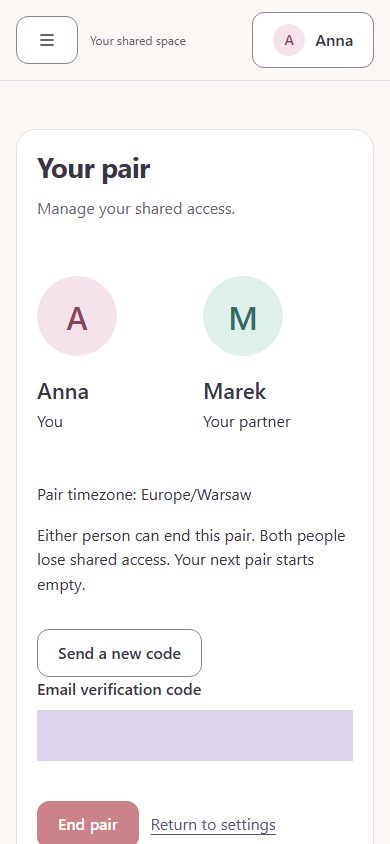 Your shared space
A
Anna
Your pair
Manage your shared access.
A
M
Anna
Marek
You
Your partner
Pair timezone: Europe/Warsaw
Either person can end this pair. Both people
lose shared access. Your next pair starts
empty.
Send a new code
Email verification code
End pair
Return to settings